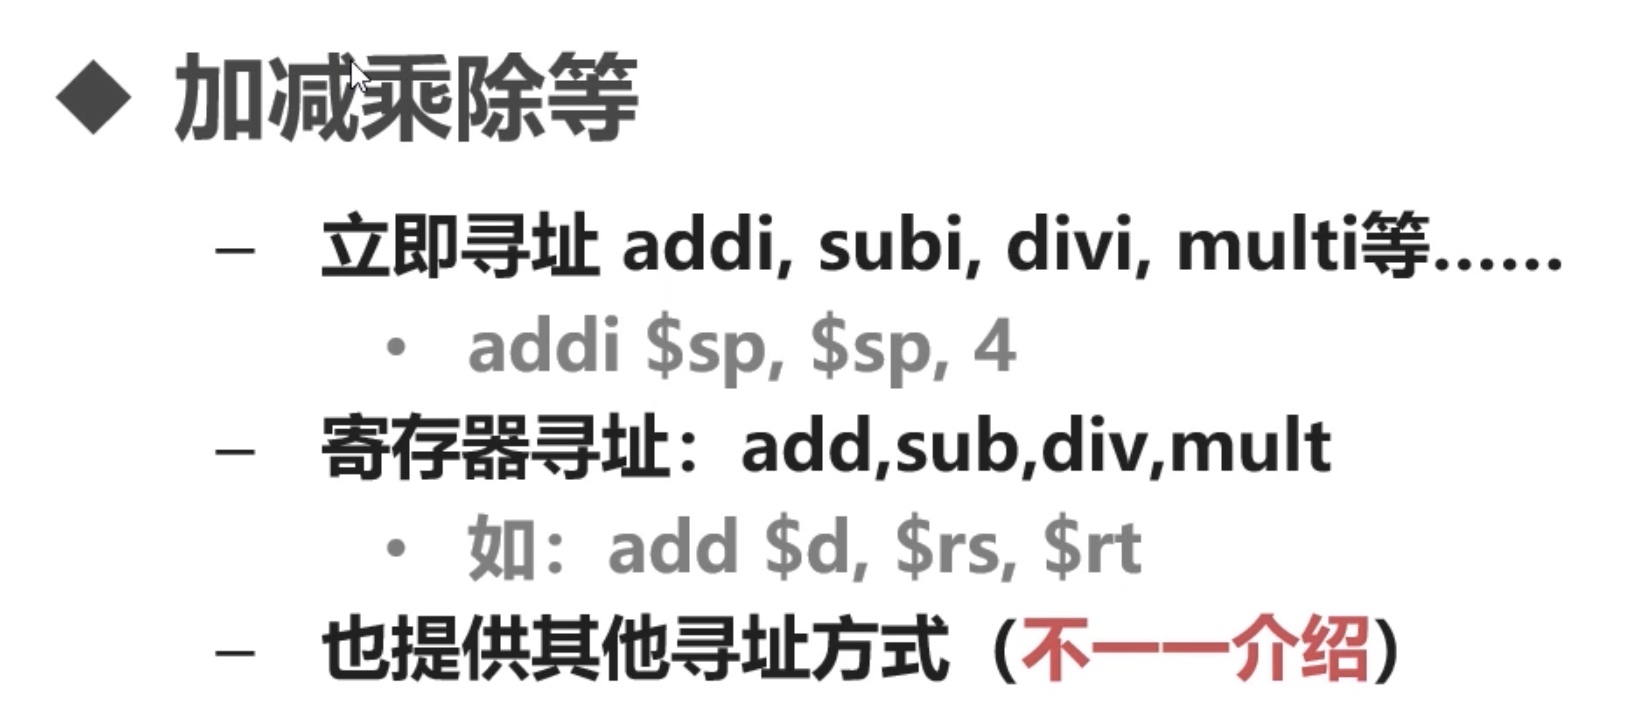 ◆ 加减乘除等
– 立即寻址 addi, subi, divi, multi等……
• addi $sp, $sp, 4
– 寄存器寻址：add,sub,div,mult
• 如：add $d, $rs, $rt
– 也提供其他寻址方式（不一一介绍）